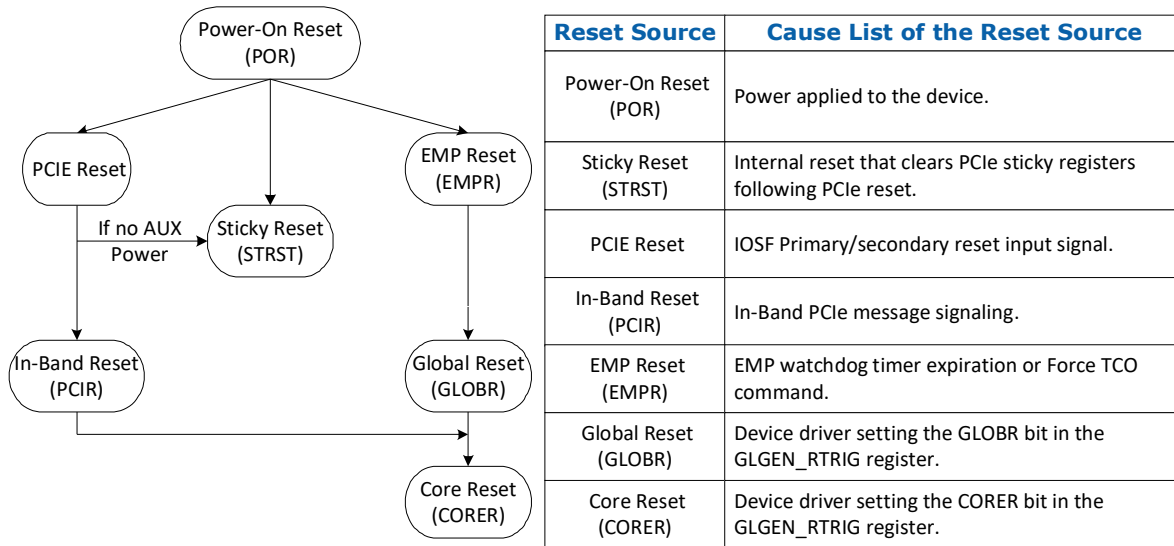 Power-On Reset
(POR)
PCIE Reset
EMP Reset
(EMPR)
If no AUX
Power
Sticky Reset
(STRST)
In-Band Reset
(PCIR)
Global Reset
(GLOBR)
Core Reset
(CORER)
Reset Source
Cause List of the Reset Source
Power-On Reset
(POR)
Power applied to the device.
Sticky Reset
(STRST)
Internal reset that clears PCIe sticky registers
following PCIe reset.
PCIE Reset
IOSF Primary/secondary reset input signal.
In-Band Reset
(PCIR)
In-Band PCIe message signaling.
EMP Reset
(EMPR)
EMP watchdog timer expiration or Force TCO
command.
Global Reset
(GLOBR)
Device driver setting the GLOBR bit in the
GLGEN_RTRIG register.
Core Reset
(CORER)
Device driver setting the CORER bit in the
GLGEN_RTRIG register.